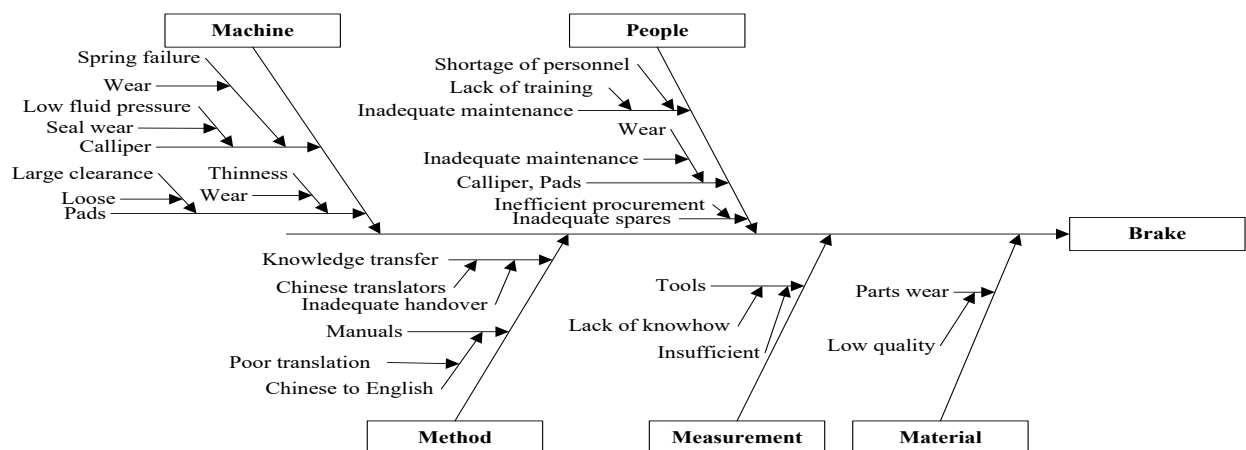 Machine
People
Spring failure
Wear
Low fluid pressure
Seal wear
Calliper
Large clearance
Thinness
Wear
Loose
Pads
Shortage of personnel
Lack of training
Inadequate maintenance
Wear
Inadequate maintenance
Calliper, Pads
Inefficient procurement
Inadequate spares
Brake
Knowledge transfer
Chinese translators
Inadequate handover
Manuals
Poor translation
Chinese to English
Tools
Lack of knowhow
Insufficient
Parts wear
Low quality
Method
Measurement
Material